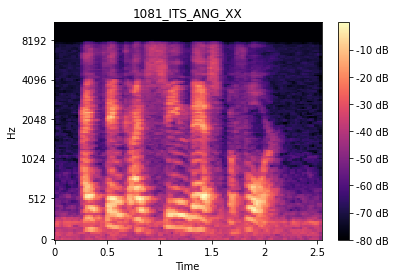 1081_ITS_ANG_XX
8192
4096
2048
1024
512
0
Hz
0
0.5
1
1.5
2
2.5
Time
-10 dB
-20 dB
-30 dB
-40 dB
-50 dB
-60 dB
-70 dB
-80 dB